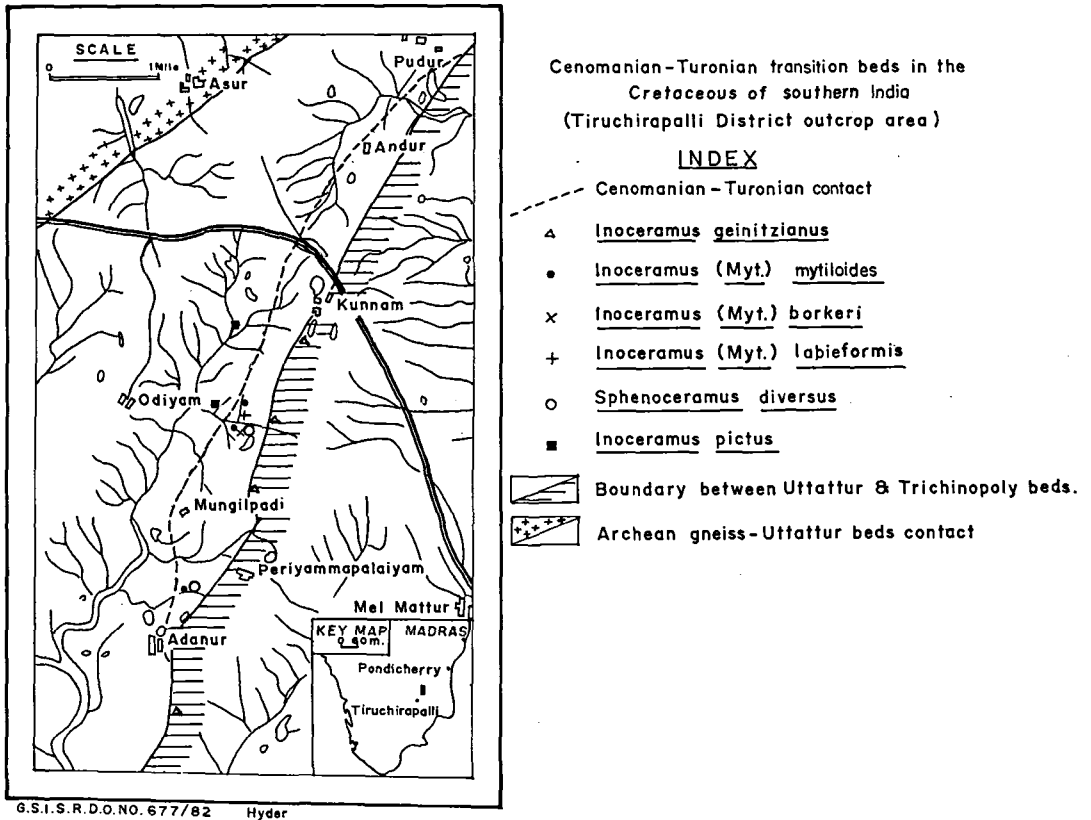 SCALE
0 1 Mile
Asur
Pudur
Andur
Kunnam
Odiyam
Mungilpadi
Periyammapalaiyam
Mel Mattur
Adanur
KEY MAP
MADRAS
Pondicherry
Tiruchirapalli
G.S.I.S.R.D.O.NO. 677/82 Hyder
Cenomanian-Turonian transition beds in the
Cretaceous of southern India
(Tiruchirapalli District outcrop area)
INDEX
Cenomanian-Turonian contact
Inoceramus geinitzianus
Inoceramus (Myt.) mytiloides
Inoceramus (Myt.) borkeri
Inoceramus (Myt.) labieformis
Sphenoceramus diversus
Inoceramus pictus
Boundary between Uttattur & Trichinopoly beds.
Archean gneiss-Uttattur beds contact